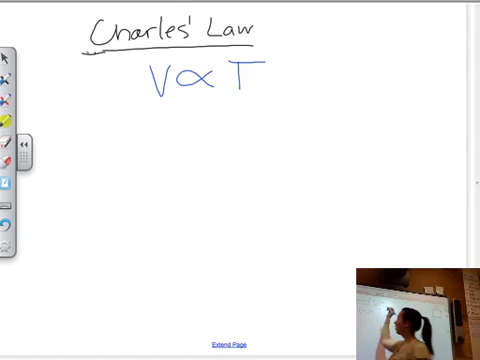 Charles' Law
V ∝ T
Extend Page